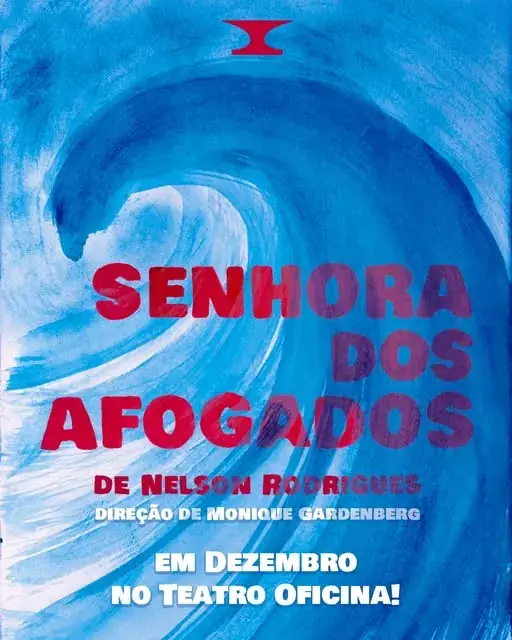 SENHORA
DOS
AFOGADOS
DE NELSON RODRIGUES
DIREÇÃO DE MONIQUE GARDENBERG
EM DEZEMBRO
NO TEATRO OFICINA!